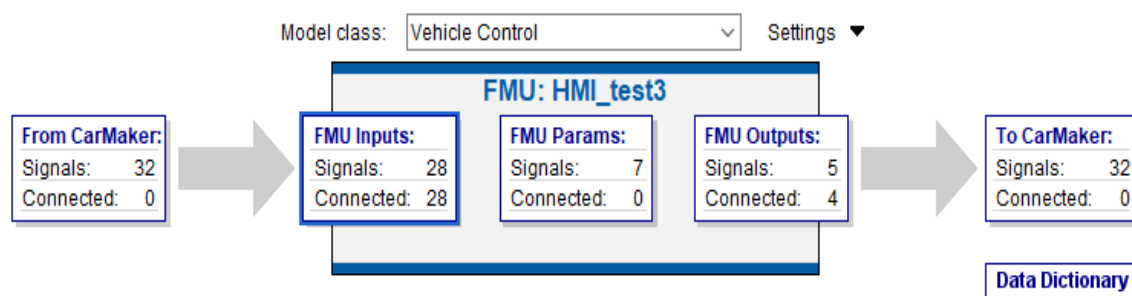 Model class: Vehicle Control Settings
FMU: HMI_test3
From CarMaker:
Signals: 32
Connected: 0
FMU Inputs:
Signals: 28
Connected: 28
FMU Params:
Signals: 7
Connected: 0
FMU Outputs:
Signals: 5
Connected: 4
To CarMaker:
Signals: 32
Connected: 0
Data Dictionary